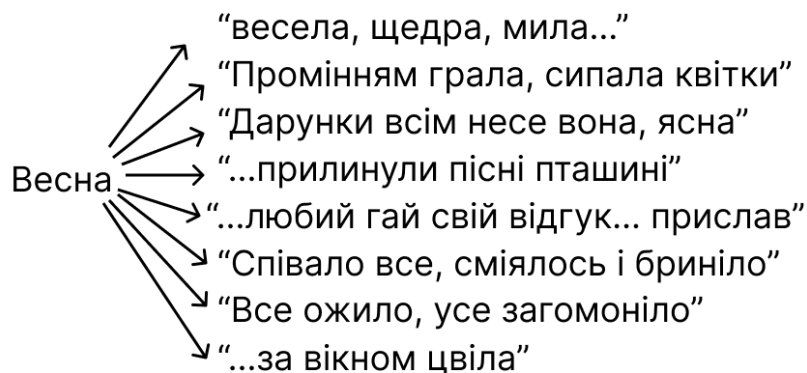 “весела, щедра, мила...”
“Промінням грала, сипала квітки”
“Дарунки всім несе вона, ясна”
Весна
“...прилинули пісні пташині”
“...любий гай свій відгук... прислав”
“Співало все, сміялось і бриніло”
“Все ожило, усе загомоніло”
“...за вікном цвіла”